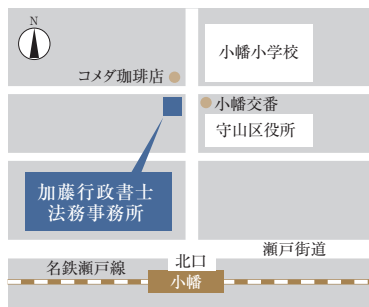 N
小幡小学校
コメダ珈琲店
小幡交番
守山区役所
加藤行政書士
法務事務所
瀬戸街道
北口
名鉄瀬戸線
小幡